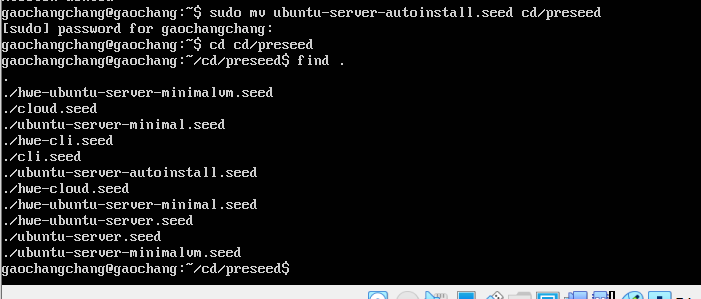 gaochangchang@gaochang:~$ sudo mv ubuntu-server-autoinstall.seed cd/preseed
[sudo] password for gaochangchang:
gaochangchang@gaochang:~$ cd cd/preseed
gaochangchang@gaochang:~/cd/preseed$ find .
.
./hwe-ubuntu-server-minimalvm.seed
./cloud.seed
./ubuntu-server-minimal.seed
./hwe-cli.seed
./cli.seed
./ubuntu-server-autoinstall.seed
./hwe-cloud.seed
./hwe-ubuntu-server-minimal.seed
./hwe-ubuntu-server.seed
./ubuntu-server.seed
./ubuntu-server-minimalvm.seed
gaochangchang@gaochang:~/cd/preseed$